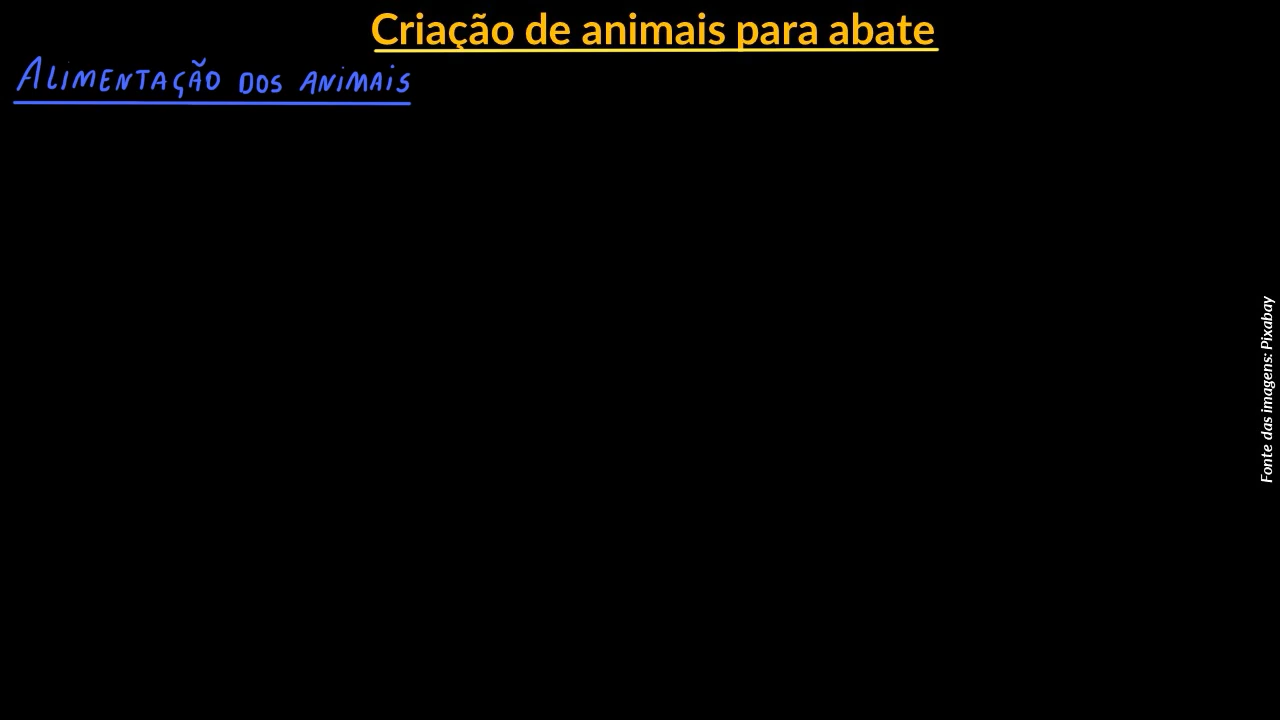 Criação de animais para abate
ALIMENTAÇÃO DOS ANIMAIS
Fonte das imagens: Pixabay